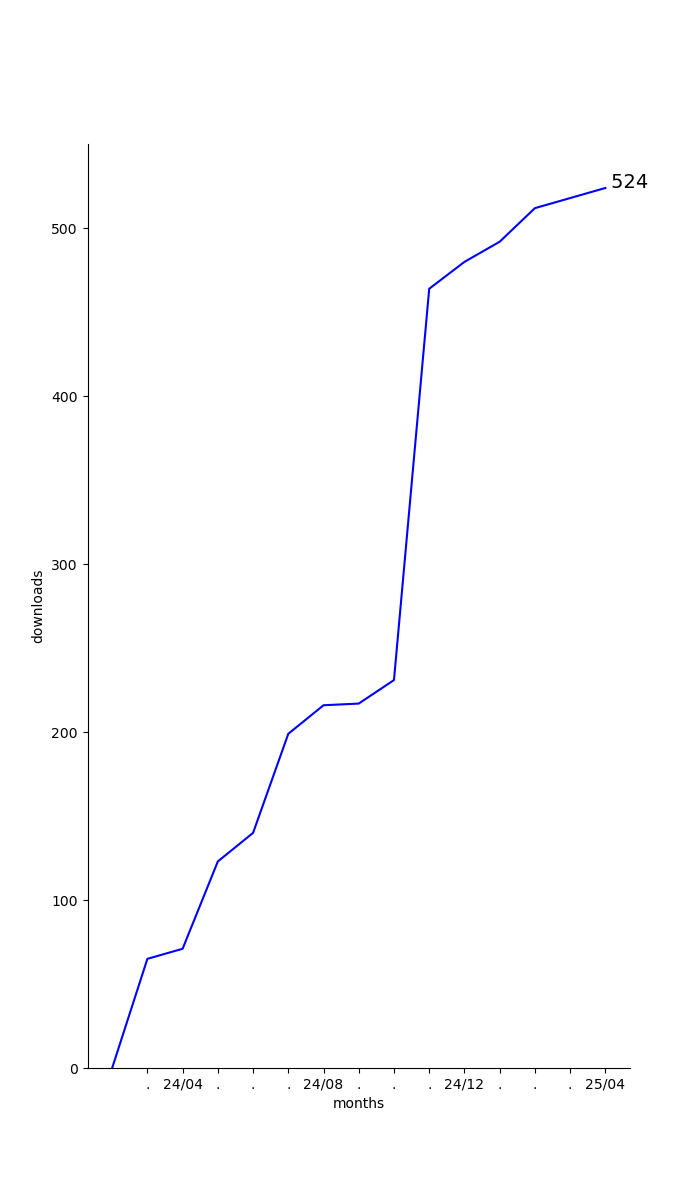 524
500
400
300
200
100
0
downloads
. 24/04 . . . 24/08 . . . 24/12 . . . 25/04
months